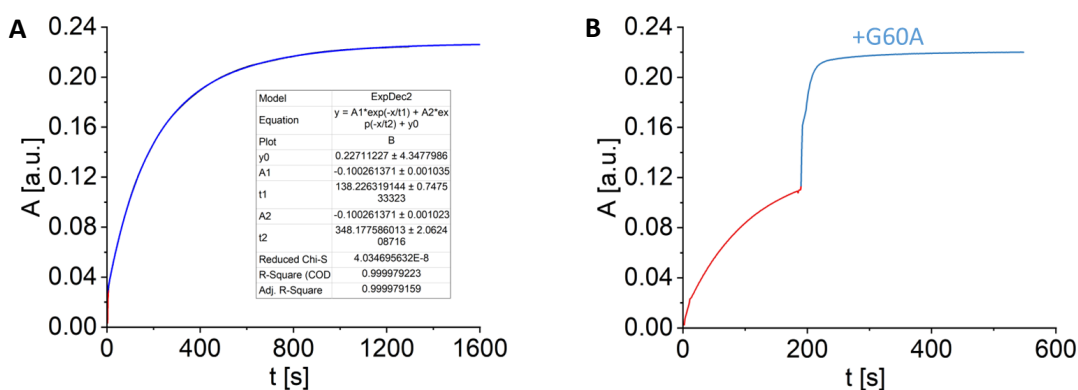 A
A [a.u.]
0.24
0.20
0.16
0.12
0.08
0.04
0.00
0
400
800
1200
1600
t [s]
Model ExpDec2
Equation y = A1*exp(-x/t1) + A2*ex
p(-x/t2) + y0
Plot B
y0 0.22711227 ± 4.3477986
A1 -0.100261371 ± 0.001035
t1 138.226319144 ± 0.7475
33323
A2 -0.100261371 ± 0.001023
t2 348.177586013 ± 2.0624
08716
Reduced Chi-S 4.034695632E-8
R-Square (COD 0.999979223
Adj. R-Square 0.999979159
B
A [a.u.]
0.24
0.20
0.16
0.12
0.08
0.04
0.00
0
200
400
600
t [s]
+G60A